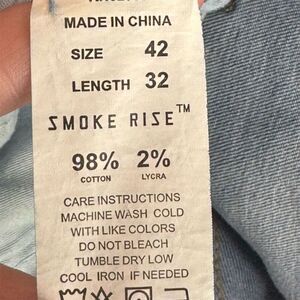 MADE IN CHINA
SIZE 42
LENGTH 32
SMOKE RISE™
98% 2%
COTTON LYCRA
CARE INSTRUCTIONS
MACHINE WASH COLD
WITH LIKE COLORS
DO NOT BLEACH
TUMBLE DRY LOW
COOL IRON IF NEEDED